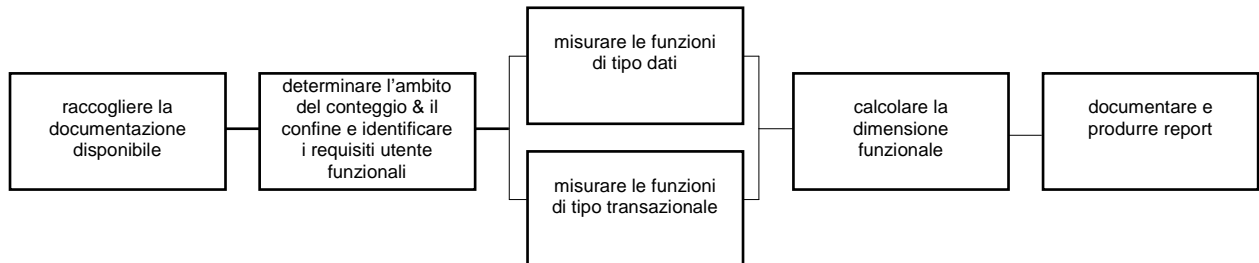 raccogliere la
documentazione
disponibile
determinare l'ambito
del conteggio & il
confine e identificare
i requisiti utente
funzionali
misurare le funzioni
di tipo dati
misurare le funzioni
di tipo transazionale
calcolare la
dimensione
funzionale
documentare e
produrre report